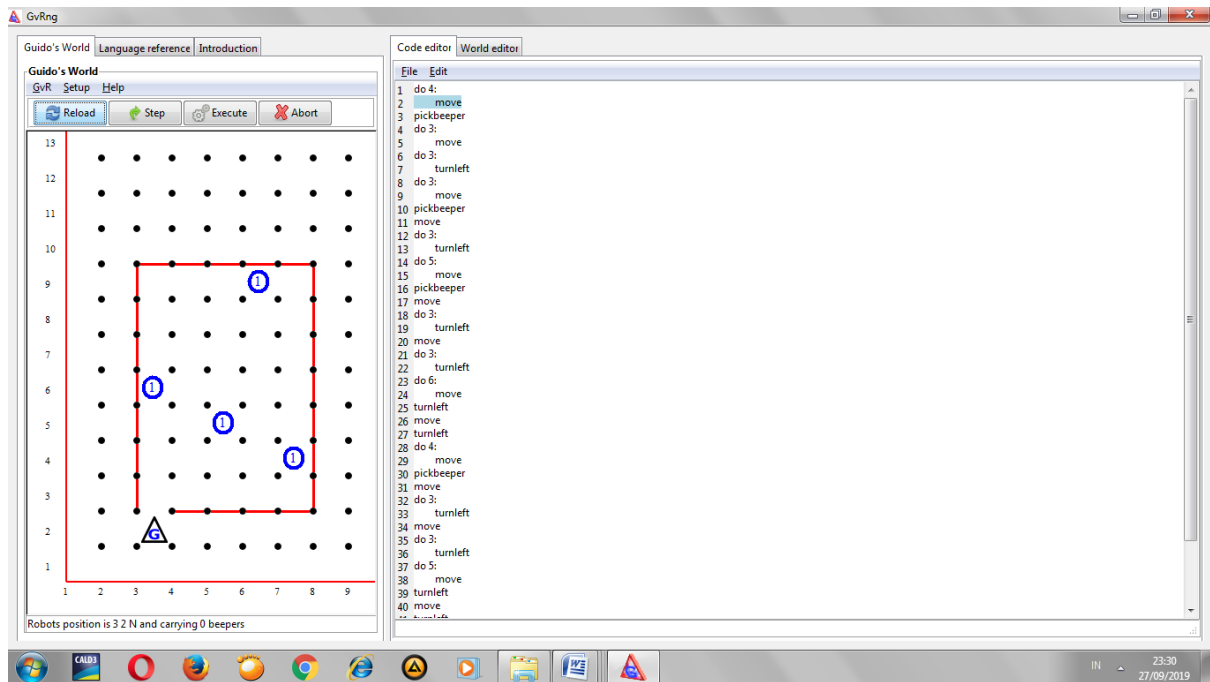 GvRng
Guido's World Language reference Introduction
Guido's World
GvR Setup Help
Reload Step Execute Abort
13
12
11
10
9
8
7
6
5
4
3
2
1
1
1
1
1
G
1 2 3 4 5 6 7 8 9
Robots position is 3 2 N and carrying 0 beepers
Code editor World editor
File Edit
1 do 4:
2 move
3 pickbeeper
4 do 3:
5 move
6 do 3:
7 turnleft
8 do 3:
9 move
10 pickbeeper
11 move
12 do 3:
13 turnleft
14 do 5:
15 move
16 pickbeeper
17 move
18 do 3:
19 turnleft
20 move
21 do 3:
22 turnleft
23 do 6:
24 move
25 turnleft
26 move
27 turnleft
28 do 4:
29 move
30 pickbeeper
31 move
32 do 3:
33 turnleft
34 move
35 do 3:
36 turnleft
37 do 5:
38 move
39 turnleft
40 move
CALD3
IN
23:30
27/09/2019